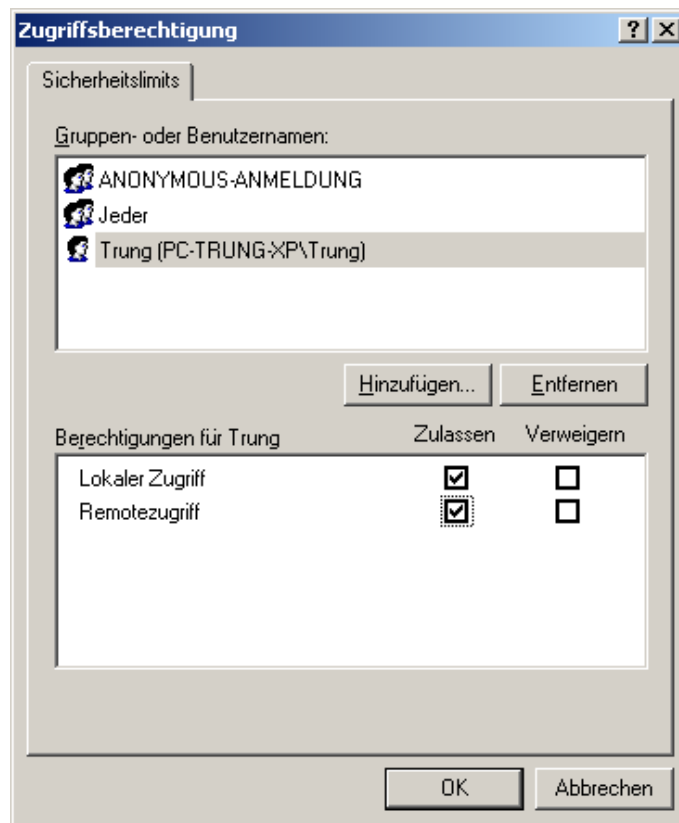 Zugriffsberechtigung
Sicherheitslimits
Gruppen- oder Benutzernamen:
ANONYMOUS-ANMELDUNG
Jeder
Trung (PC-TRUNG-XP\Trung)
Hinzufügen... Entfernen
Berechtigungen für Trung Zulassen Verweigern
Lokaler Zugriff
Remotezugriff
OK Abbrechen